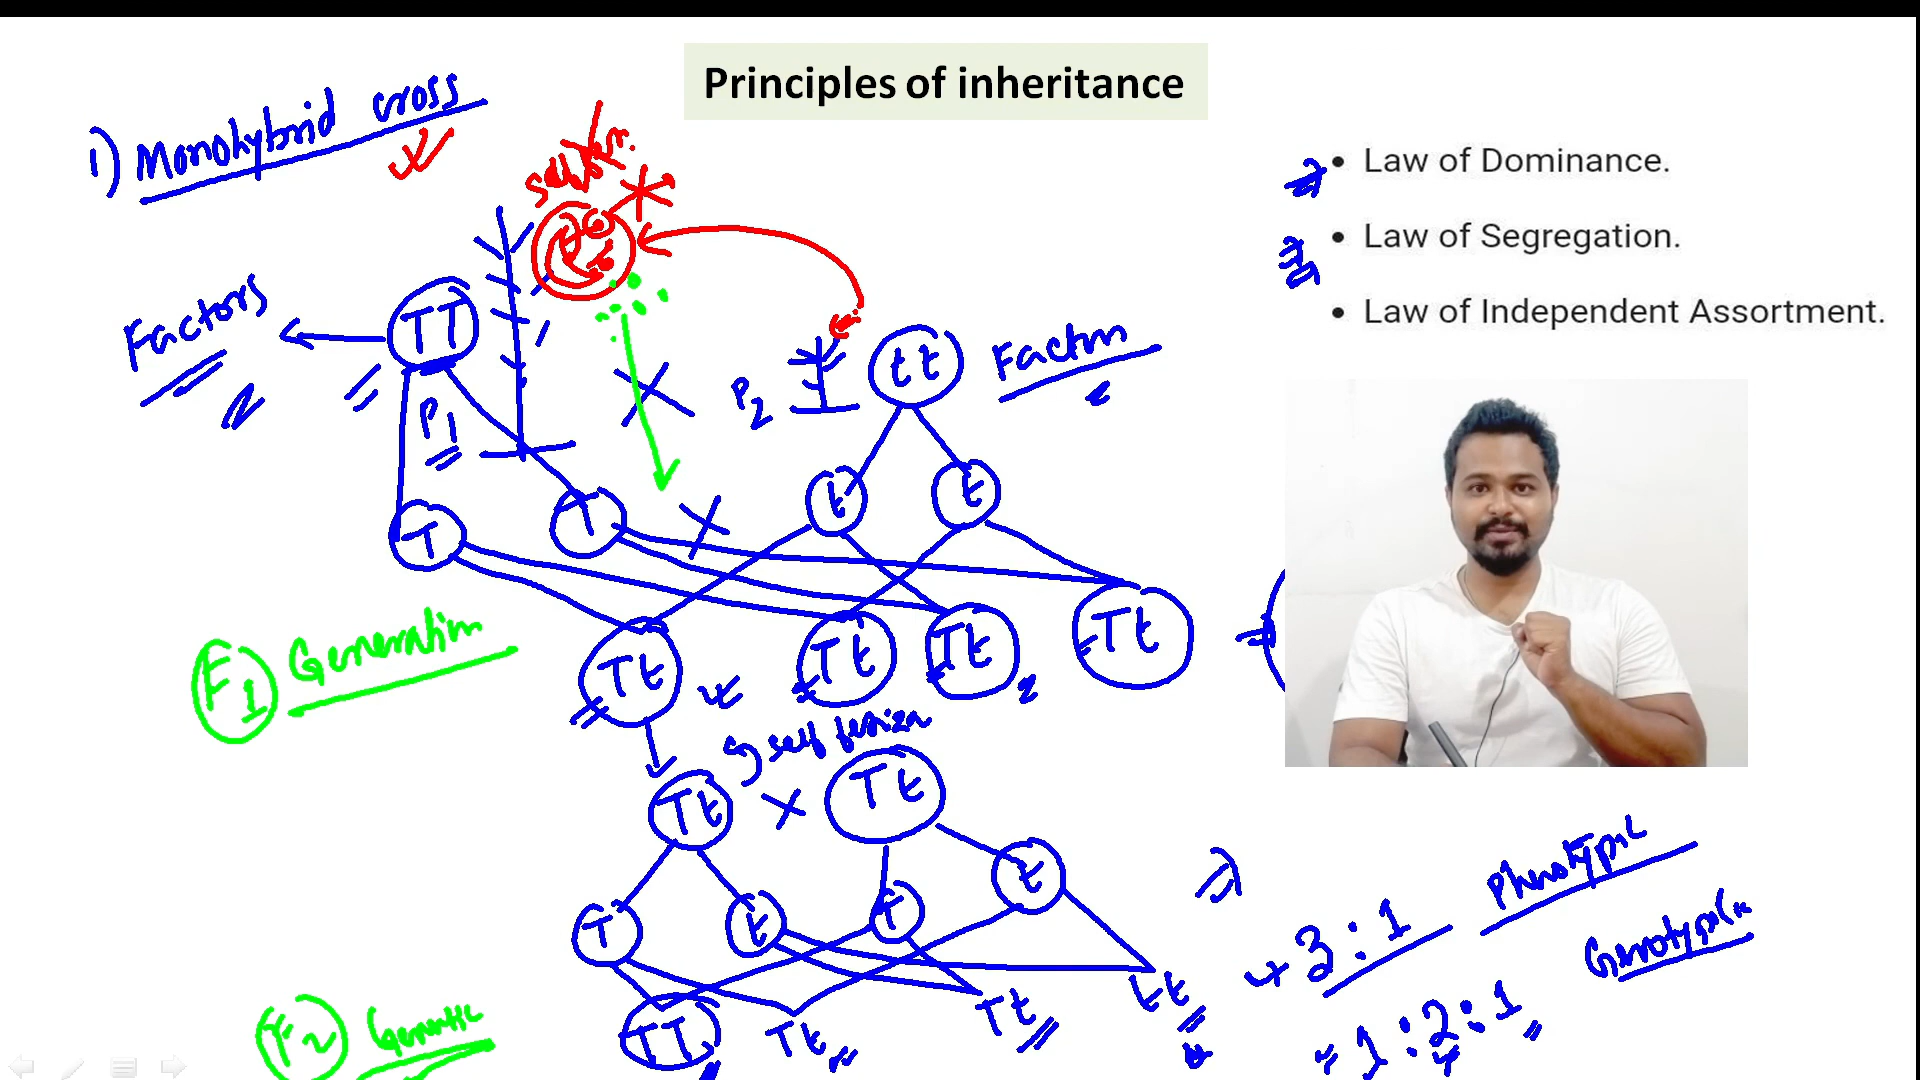 Principles of inheritance
1) Monohybrid cross
• Law of Dominance.
• Law of Segregation.
• Law of Independent Assortment.
Factors
TT
P1
P2
tt
T
T
t
t
F1 Generation
Tt
Tt
Tt
Tt
self
Tt
X
Tt
T
t
T
t
TT
Tt
Tt
tt
3:1
Phenotypic
1:2:1
F2